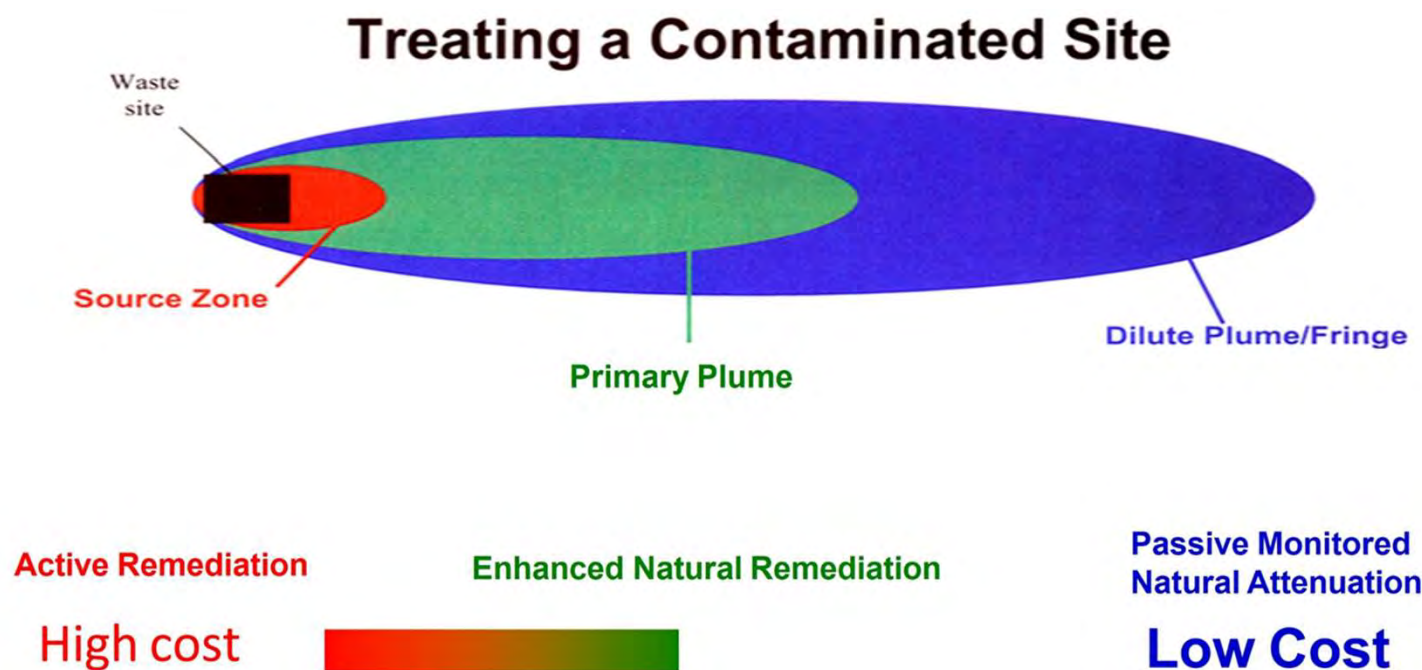 Treating a Contaminated Site
Waste
site
Source Zone
Dilute Plume/Fringe
Primary Plume
Active Remediation
Enhanced Natural Remediation
Passive Monitored
Natural Attenuation
High cost
Low Cost